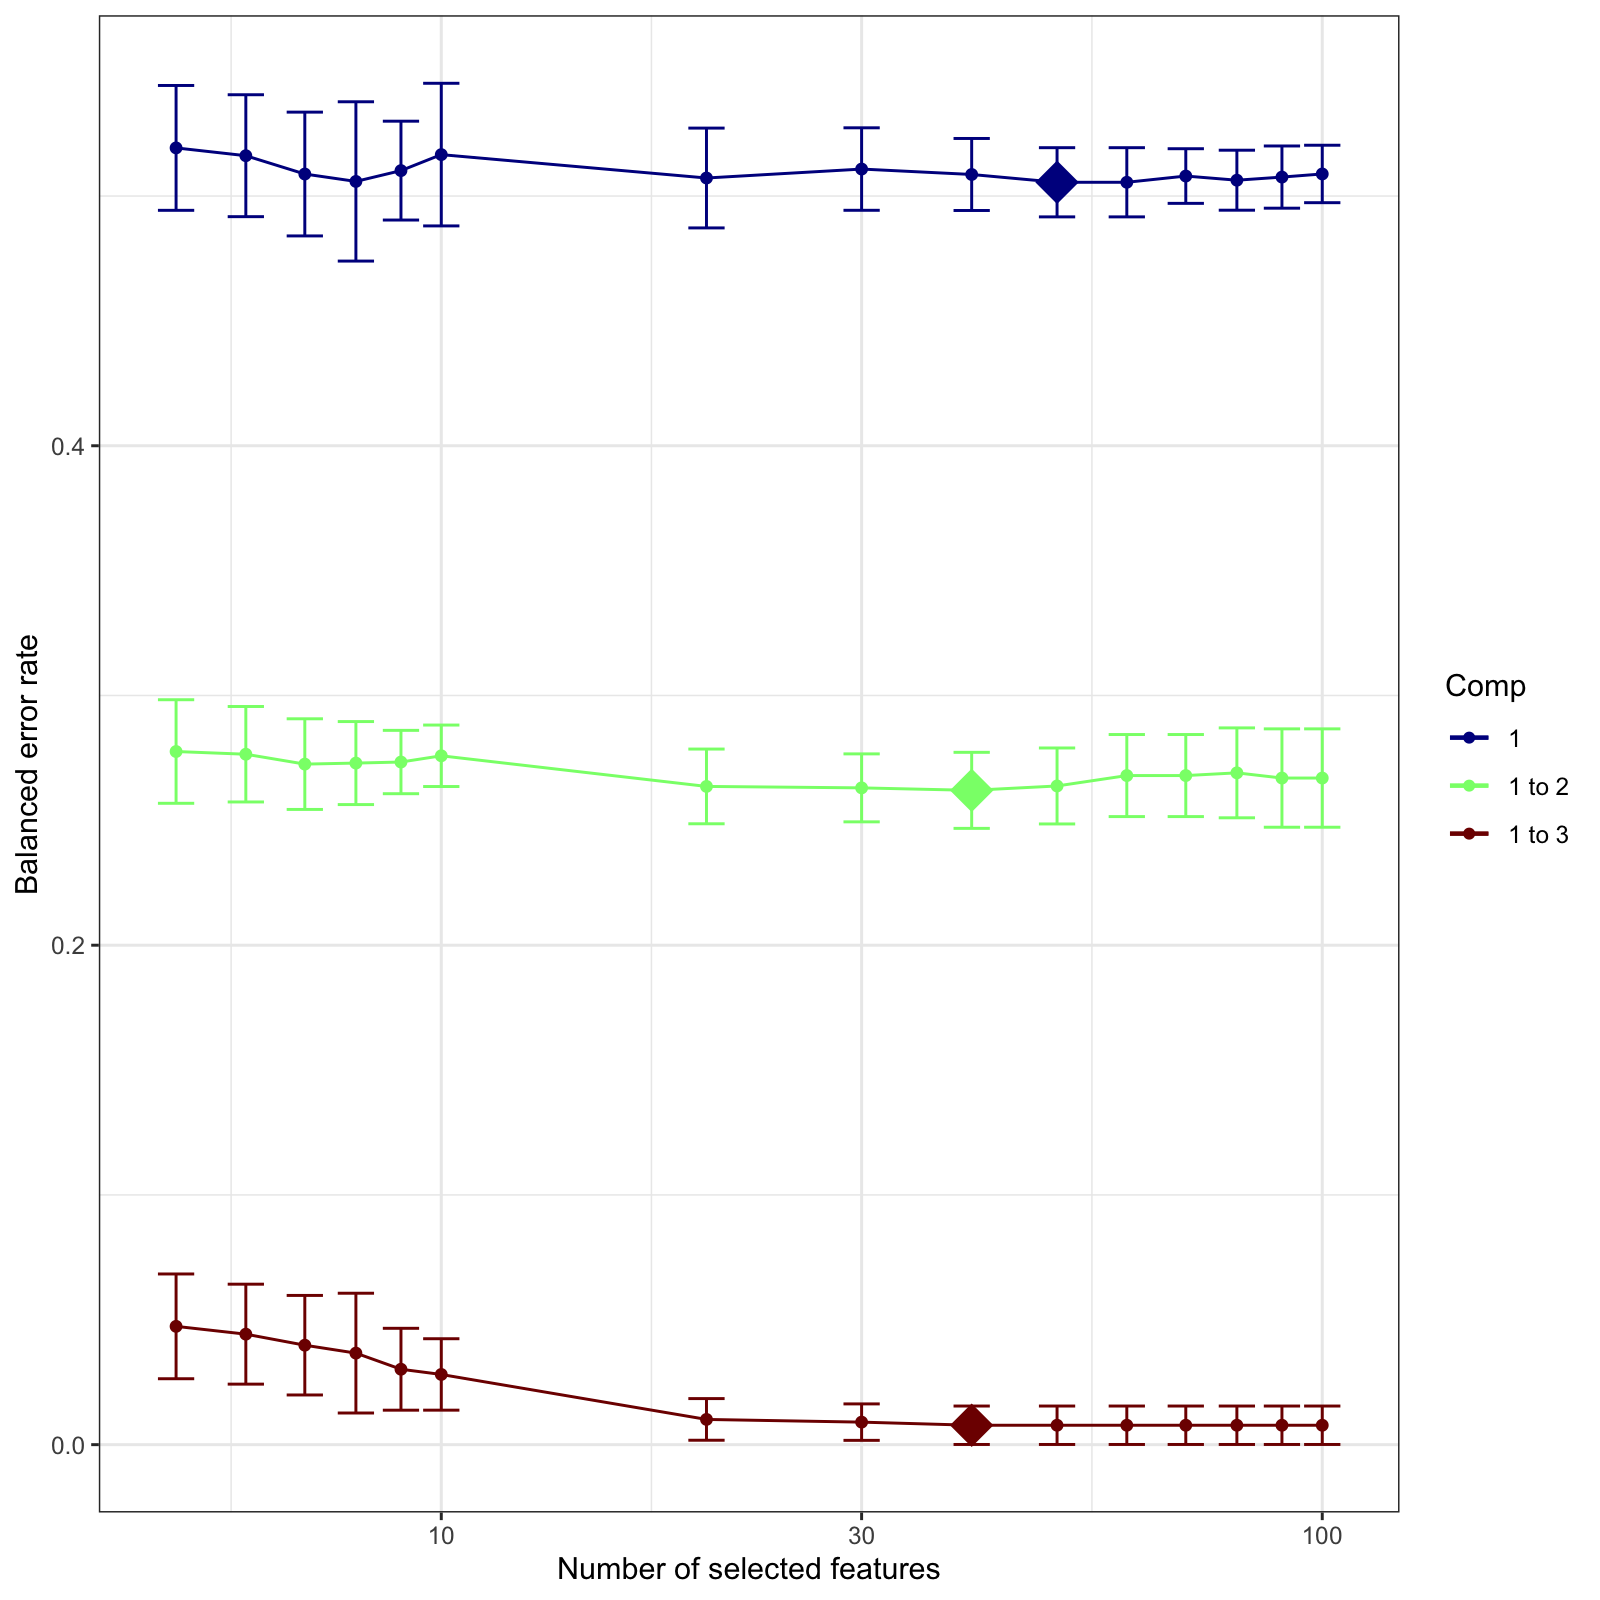 Balanced error rate
0.4
0.2
0.0
10
30
100
Number of selected features
Comp
1
1 to 2
1 to 3